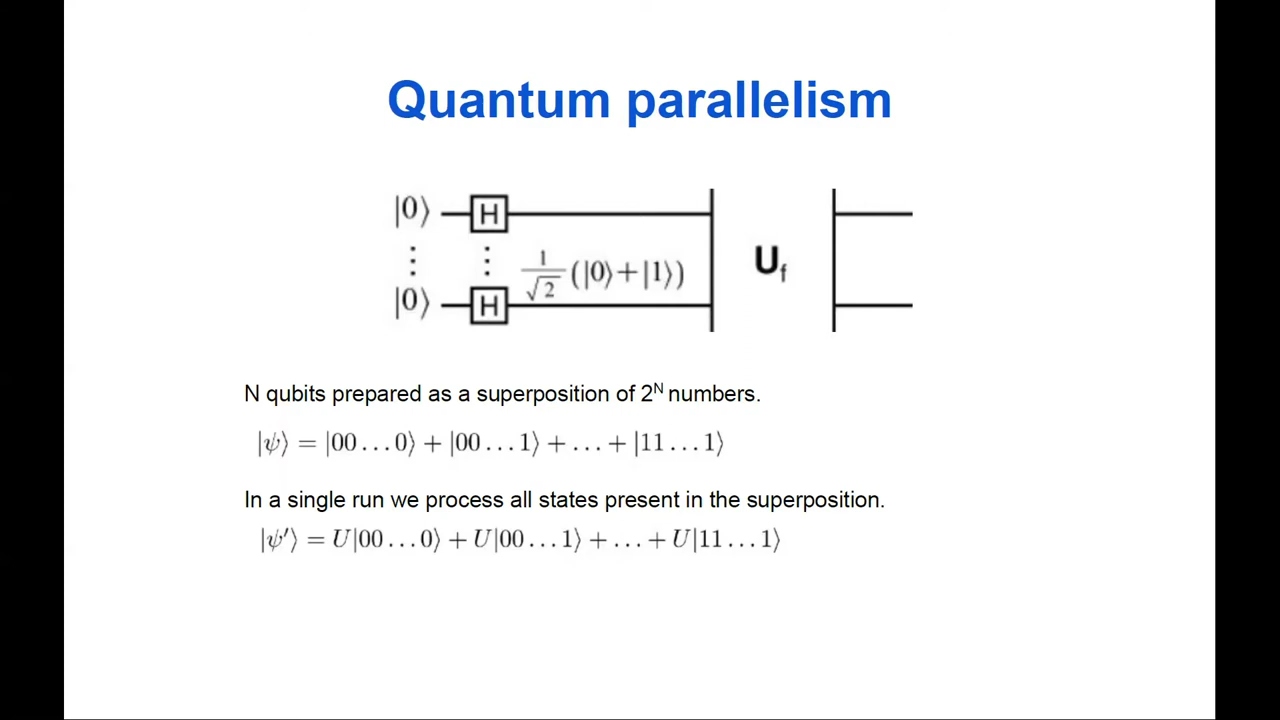 Quantum parallelism
|0⟩ H
⋮ ⋮ 1/√2 (|0⟩+|1⟩) U_f
|0⟩ H
N qubits prepared as a superposition of 2^N numbers.
|ψ⟩ = |00...0⟩ + |00...1⟩ + ... + |11...1⟩
In a single run we process all states present in the superposition.
|ψ′⟩ = U|00...0⟩ + U|00...1⟩ + ... + U|11...1⟩